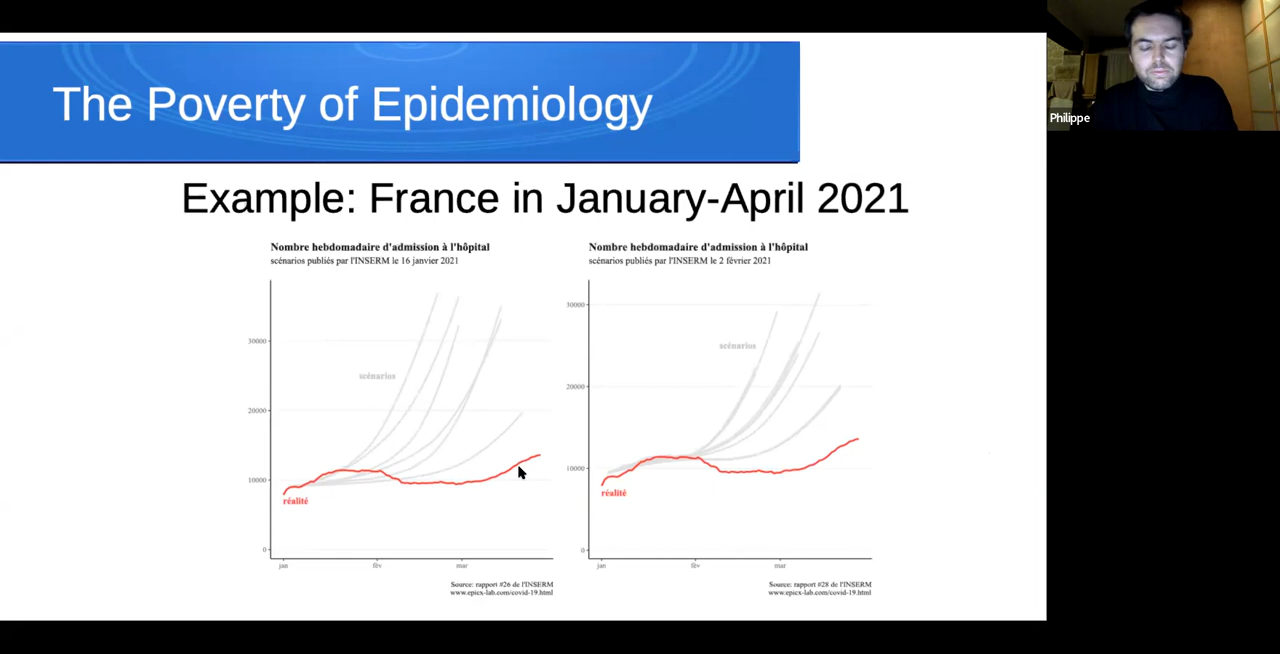 The Poverty of Epidemiology
Philippe
Example: France in January-April 2021
Nombre hebdomadaire d'admission à l'hôpital
scénarios publiés par l'INSERM le 16 janvier 2021
30000
20000
10000
0
scénarios
réalité
jan
fév
mar
Source: rapport #26 de l'INSERM
www.epicx-lab.com/covid-19.html
Nombre hebdomadaire d'admission à l'hôpital
scénarios publiés par l'INSERM le 2 février 2021
30000
20000
10000
0
scénarios
réalité
jan
fév
mar
Source: rapport #28 de l'INSERM
www.epicx-lab.com/covid-19.html